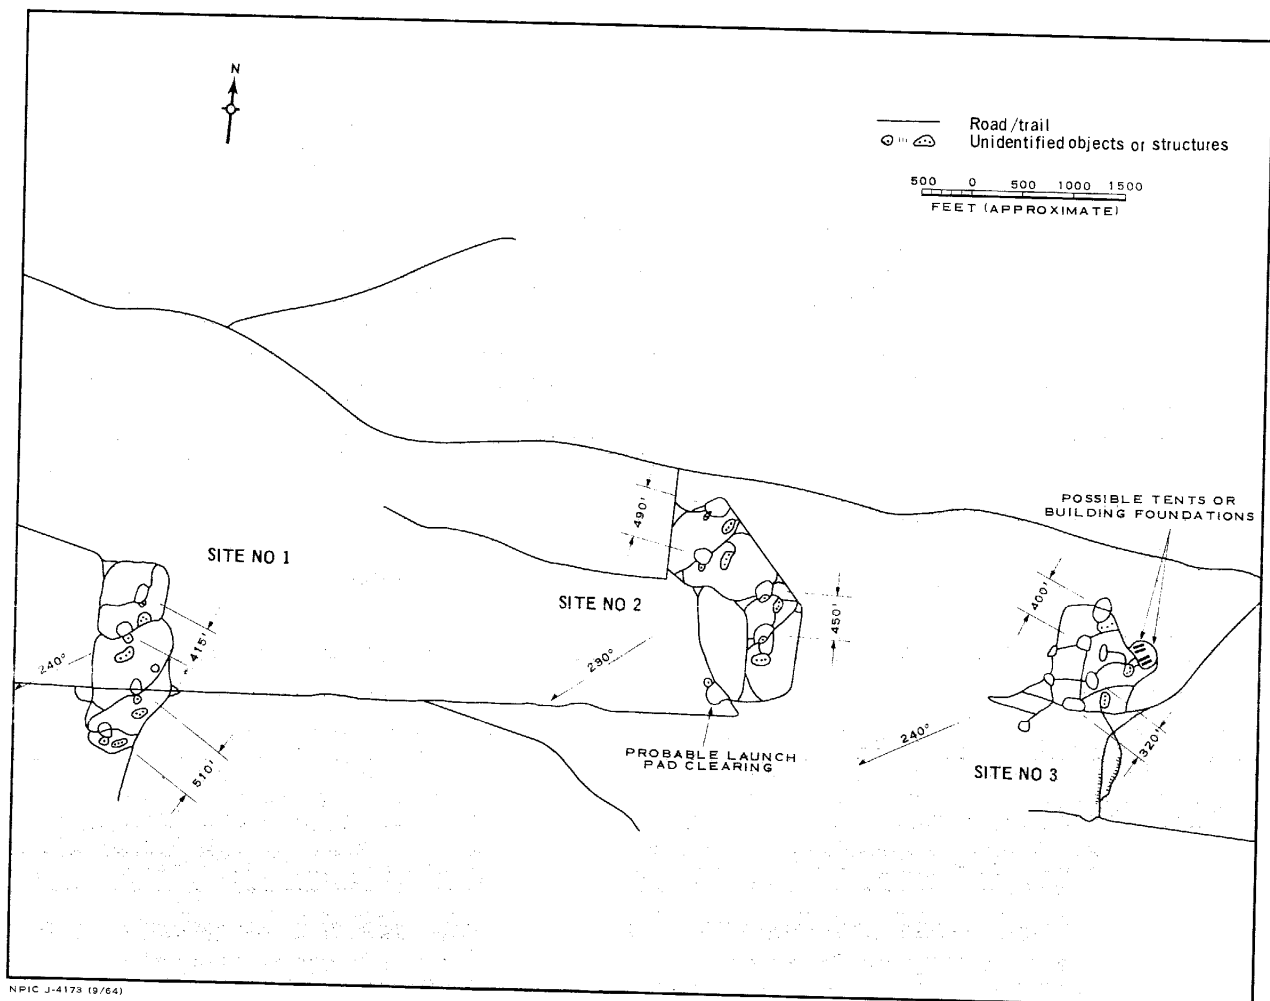 N
Road/trail
Unidentified objects or structures
500 0 500 1000 1500
FEET (APPROXIMATE)
POSSIBLE TENTS OR
BUILDING FOUNDATIONS
490'
SITE NO 1
SITE NO 2
400'
450'
415'
240°
290°
240°
PROBABLE LAUNCH
PAD CLEARING
320'
SITE NO 3
510'
NPIC J-4173 (9/64)